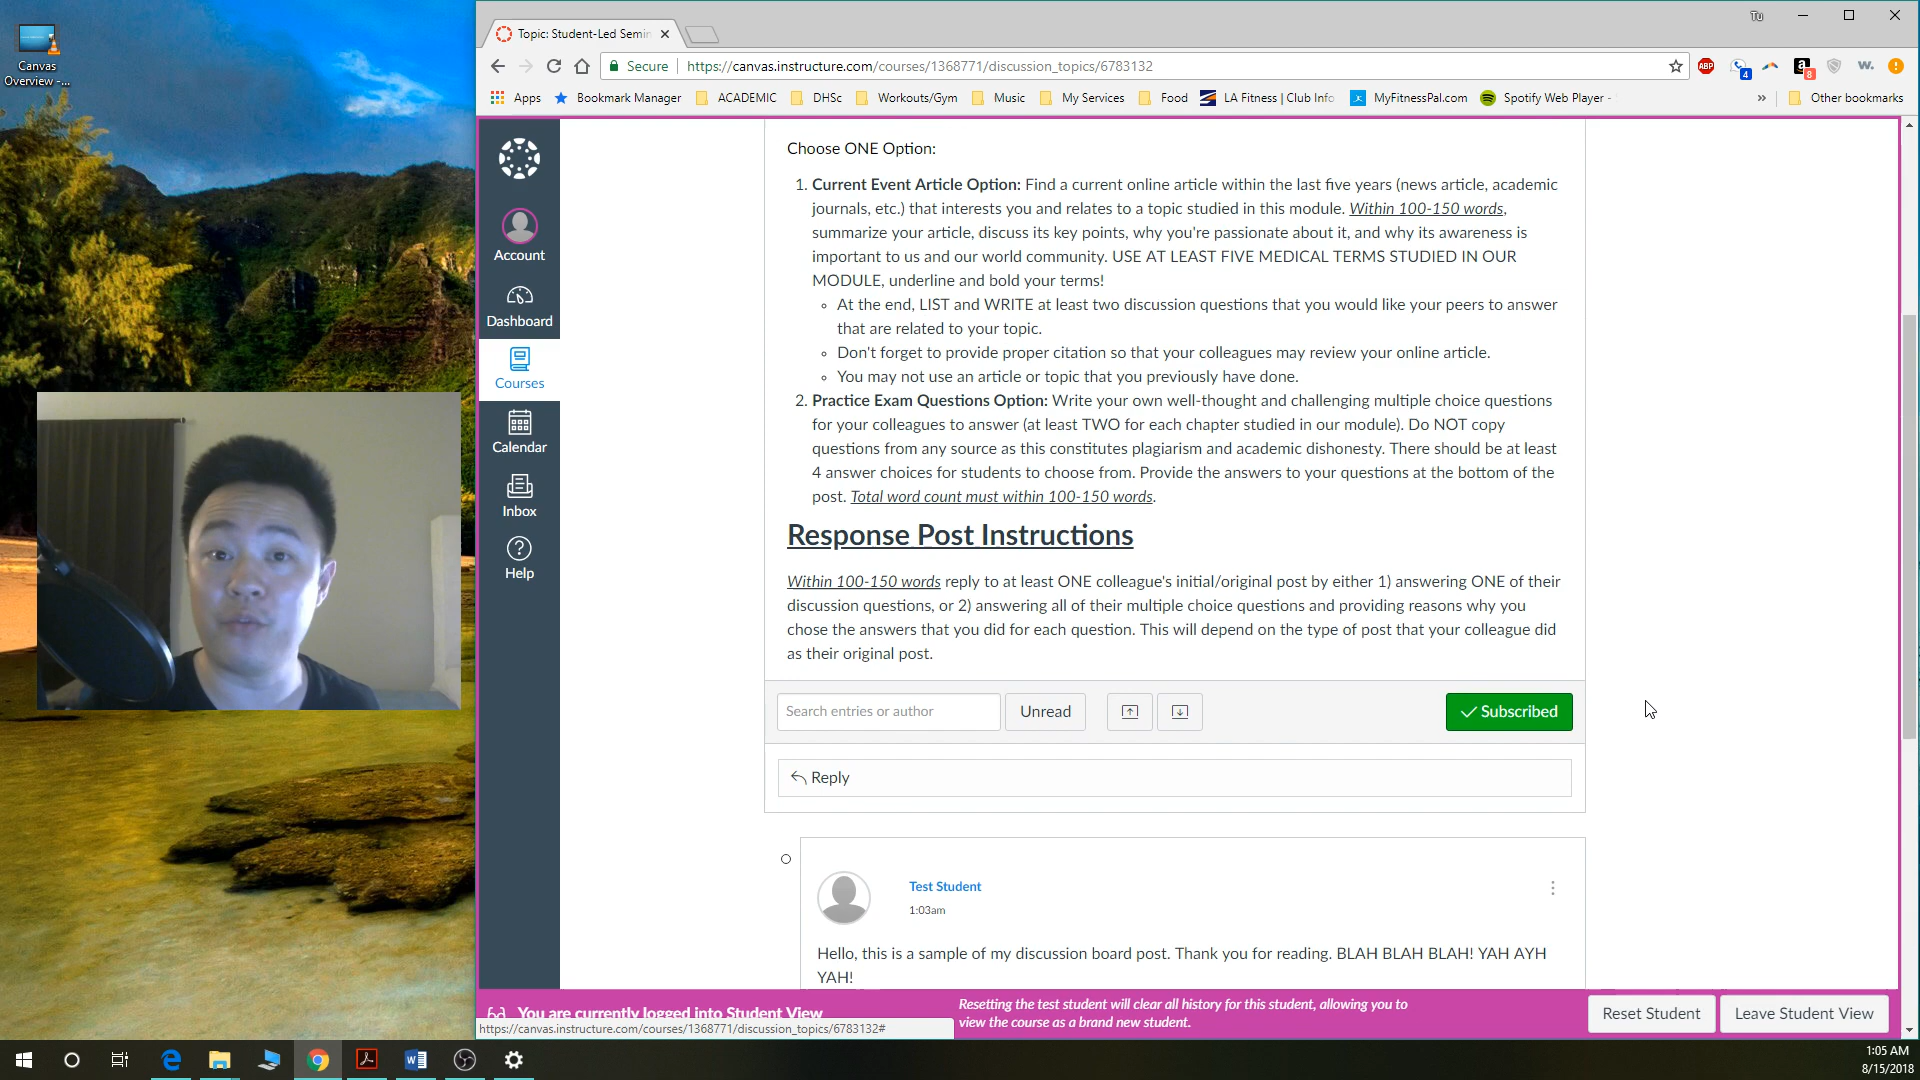 Canvas
Overview -...
Tu
Topic: Student-Led Semin
Secure
https://canvas.instructure.com/courses/1368771/discussion_topics/6783132
ABP
4
a
8
w.
Apps
Bookmark Manager
ACADEMIC
DHSc
Workouts/Gym
Music
My Services
Food
LA Fitness | Club Info
MyFitnessPal.com
Spotify Web Player -
»
Other bookmarks
Account
Dashboard
Courses
Calendar
Inbox
Help
Choose ONE Option:
1. Current Event Article Option: Find a current online article within the last five years (news article, academic
journals, etc.) that interests you and relates to a topic studied in this module. Within 100-150 words,
summarize your article, discuss its key points, why you're passionate about it, and why its awareness is
important to us and our world community. USE AT LEAST FIVE MEDICAL TERMS STUDIED IN OUR
MODULE, underline and bold your terms!
At the end, LIST and WRITE at least two discussion questions that you would like your peers to answer
that are related to your topic.
Don't forget to provide proper citation so that your colleagues may review your online article.
You may not use an article or topic that you previously have done.
2. Practice Exam Questions Option: Write your own well-thought and challenging multiple choice questions
for your colleagues to answer (at least TWO for each chapter studied in our module). Do NOT copy
questions from any source as this constitutes plagiarism and academic dishonesty. There should be at least
4 answer choices for students to choose from. Provide the answers to your questions at the bottom of the
post. Total word count must within 100-150 words.
Response Post Instructions
Within 100-150 words reply to at least ONE colleague's initial/original post by either 1) answering ONE of their
discussion questions, or 2) answering all of their multiple choice questions and providing reasons why you
chose the answers that you did for each question. This will depend on the type of post that your colleague did
as their original post.
Search entries or author
Unread
Subscribed
Reply
Test Student
1:03am
Hello, this is a sample of my discussion board post. Thank you for reading. BLAH BLAH BLAH! YAH AYH
YAH!
You are currently logged into Student View
Resetting the test student will clear all history for this student, allowing you to
view the course as a brand new student.
Reset Student
Leave Student View
https://canvas.instructure.com/courses/1368771/discussion_topics/6783132#
1:05 AM
8/15/2018